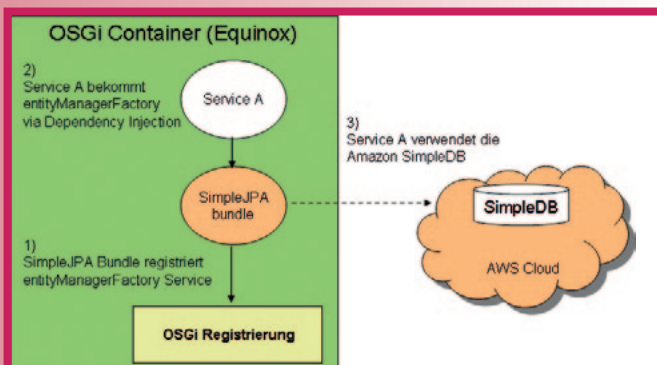 OSGi Container (Equinox)
2)
Service A bekommt
entityManagerFactory
via Dependency Injection
Service A
3)
Service A verwendet die
Amazon SimpleDB
SimpleJPA
bundle
SimpleDB
AWS Cloud
1)
SimpleJPA Bundle registriert
entityManagerFactory Service
OSGi Registrierung